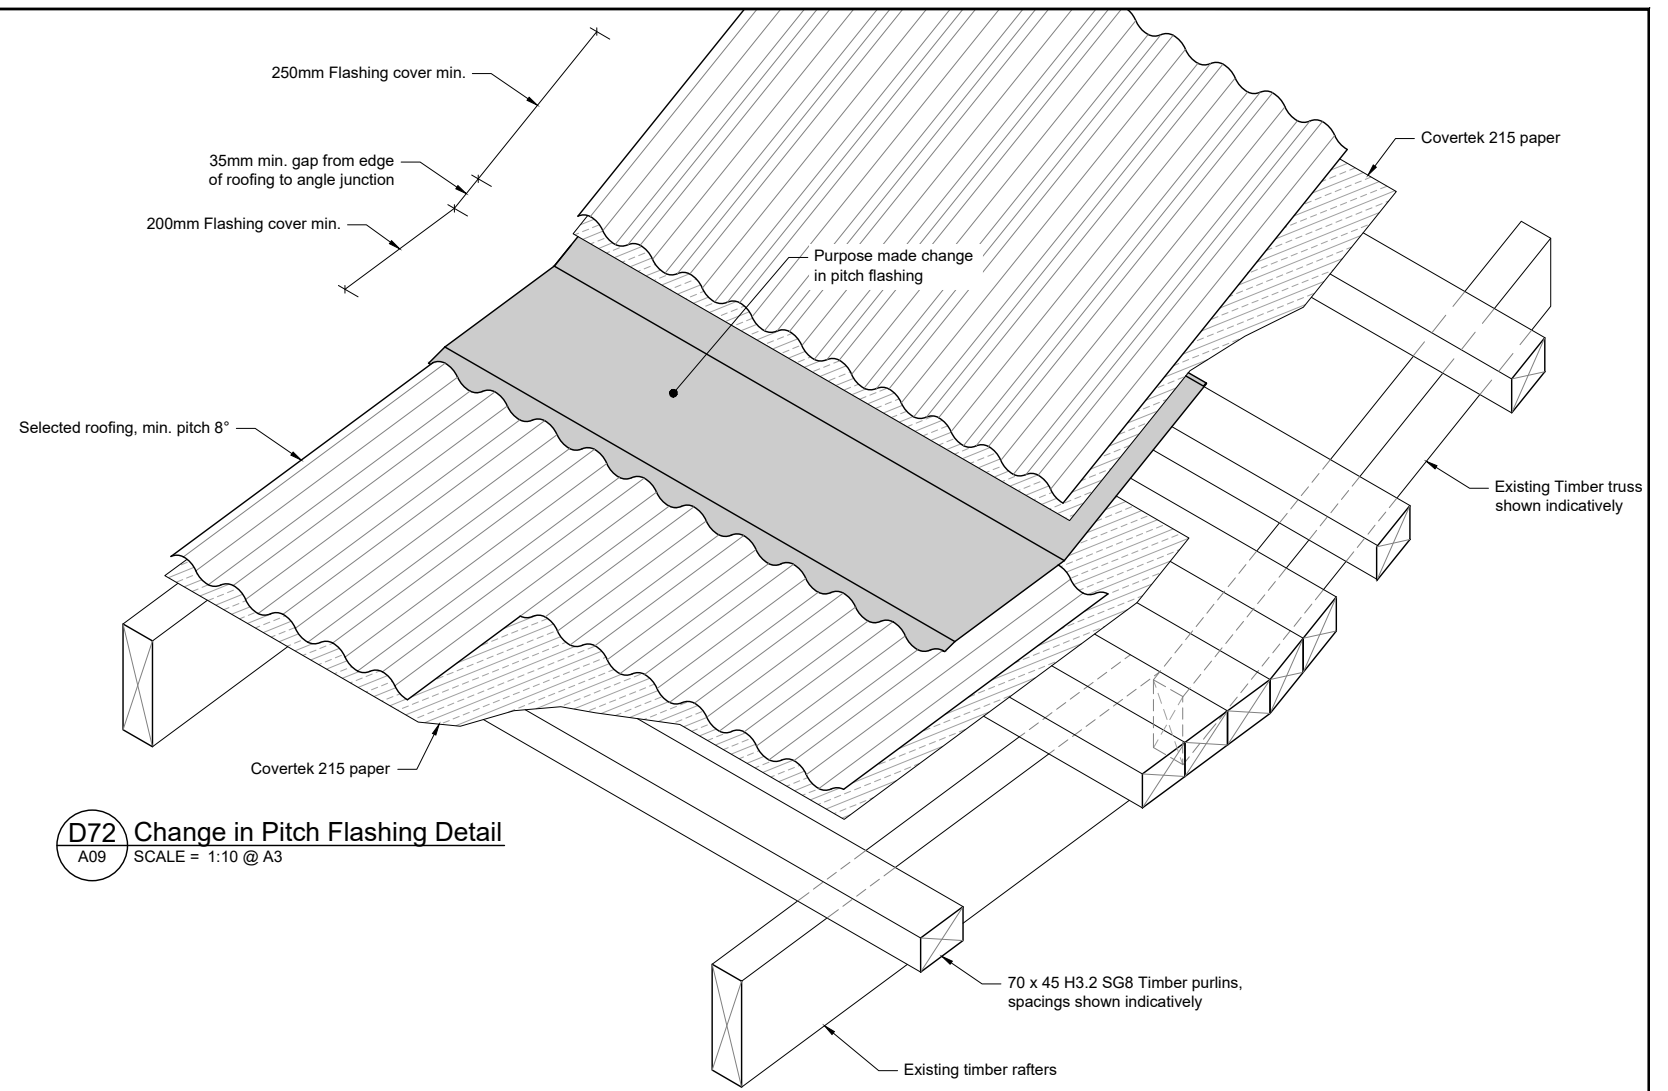 250mm Flashing cover min.
35mm min. gap from edge
of roofing to angle junction
200mm Flashing cover min.
Covertek 215 paper
Purpose made change
in pitch flashing
Selected roofing, min. pitch 8°
Existing Timber truss
shown indicatively
Covertek 215 paper
D72 Change in Pitch Flashing Detail
A09 SCALE = 1:10 @ A3
70 x 45 H3.2 SG8 Timber purlins,
spacings shown indicatively
Existing timber rafters